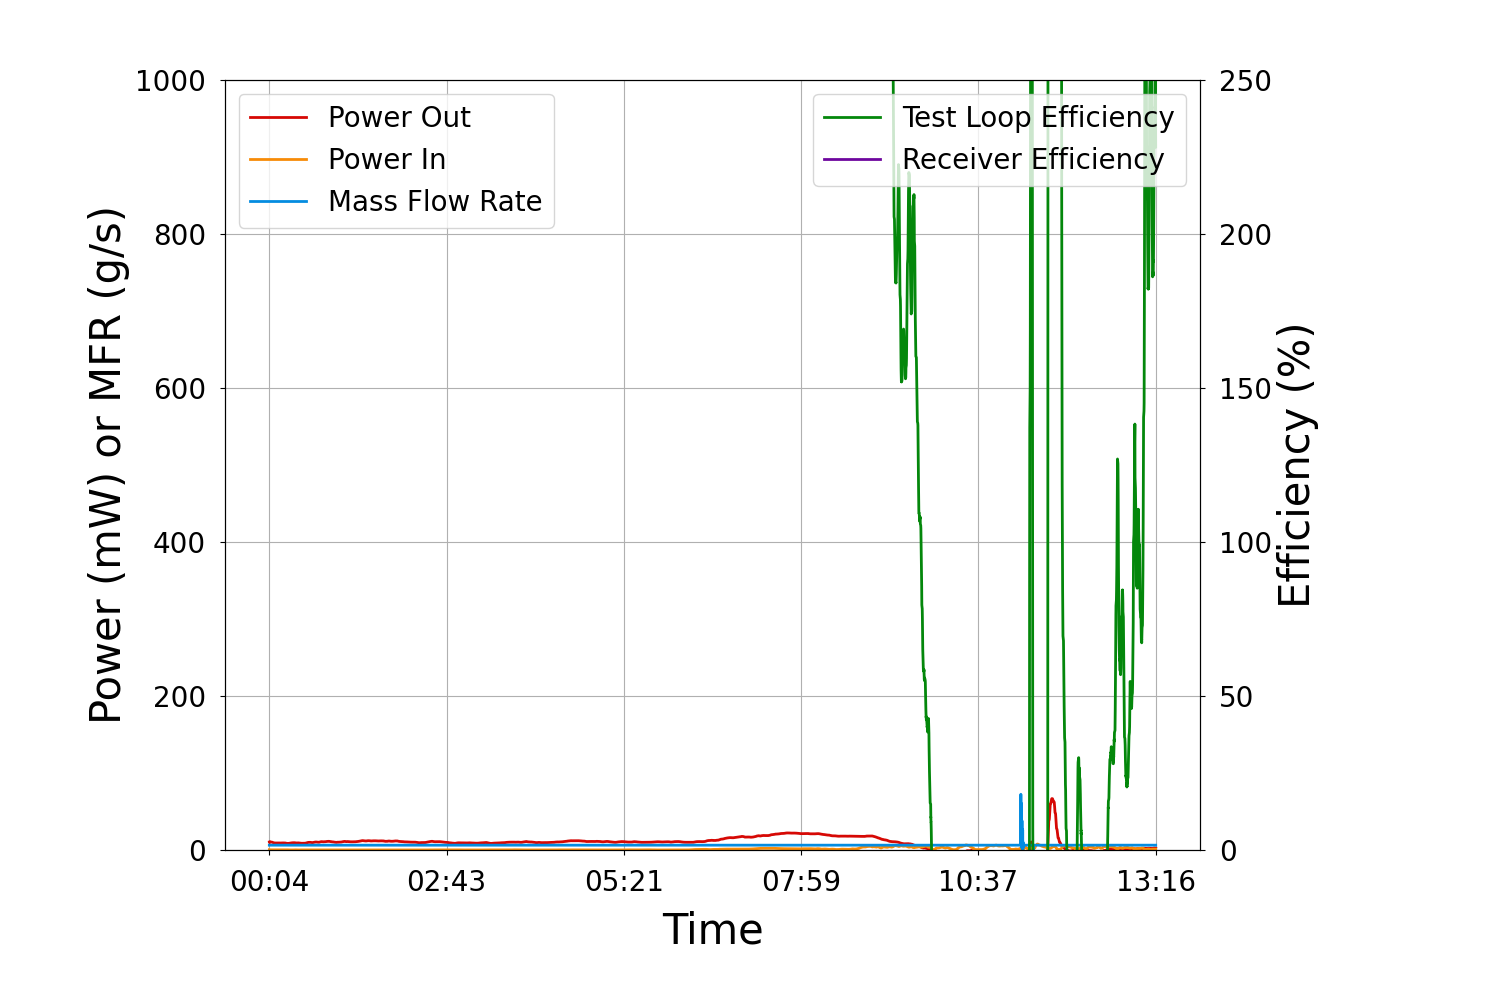 Power Out
Power In
Mass Flow Rate
Test Loop Efficiency
Receiver Efficiency
Power (mW) or MFR (g/s)
1000
800
600
400
200
0
250
200
150
100
50
0
Efficiency (%)
00:04 02:43 05:21 07:59 10:37 13:16
Time